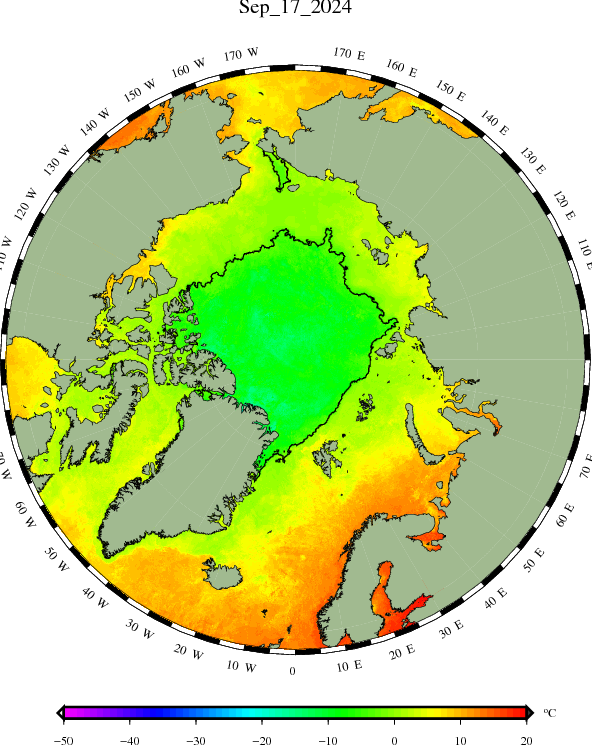 Sep_17_2024
170 W
170 E
160 W
160 E
150 W
150 E
140 W
140 E
130 W
130 E
120 W
120 E
110 E
70 E
60 W
60 E
50 W
50 E
40 W
40 E
30 W
30 E
20 W
20 E
10 W
10 E
0
°C
−50 −40 −30 −20 −10 0 10 20